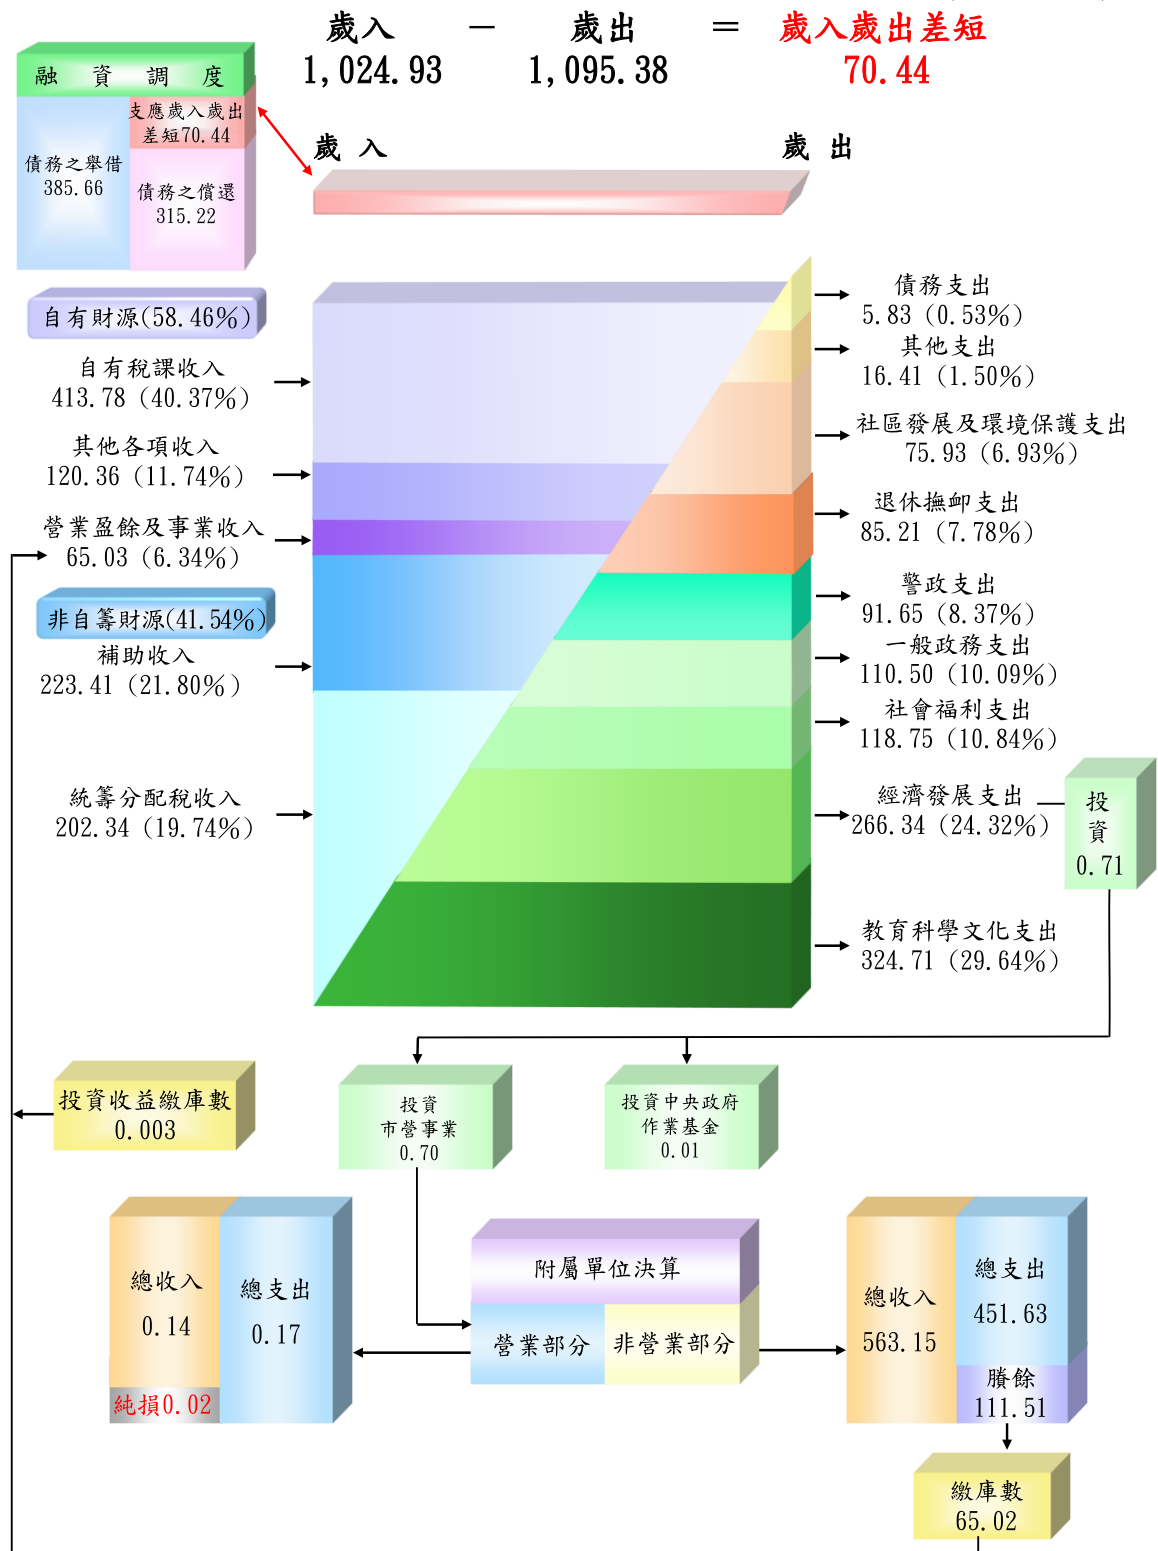 歲入 － 歲出 ＝ 歲入歲出差短
1,024.93 1,095.38 70.44
融資調度
支應歲入歲出
差短70.44
債務之舉借
385.66
債務之償還
315.22
歲入
歲出
自有財源(58.46%)
自有稅課收入
413.78 (40.37%)
其他各項收入
120.36 (11.74%)
營業盈餘及事業收入
65.03 (6.34%)
非自籌財源(41.54%)
補助收入
223.41 (21.80%)
統籌分配稅收入
202.34 (19.74%)
債務支出
5.83 (0.53%)
其他支出
16.41 (1.50%)
社區發展及環境保護支出
75.93 (6.93%)
退休撫卹支出
85.21 (7.78%)
警政支出
91.65 (8.37%)
一般政務支出
110.50 (10.09%)
社會福利支出
118.75 (10.84%)
經濟發展支出
266.34 (24.32%)
教育科學文化支出
324.71 (29.64%)
投
資
0.71
投資收益繳庫數
0.003
投資
市營事業
0.70
投資中央政府
作業基金
0.01
總收入
0.14
純損0.02
總支出
0.17
附屬單位決算
營業部分
非營業部分
總收入
563.15
總支出
451.63
賸餘
111.51
繳庫數
65.02